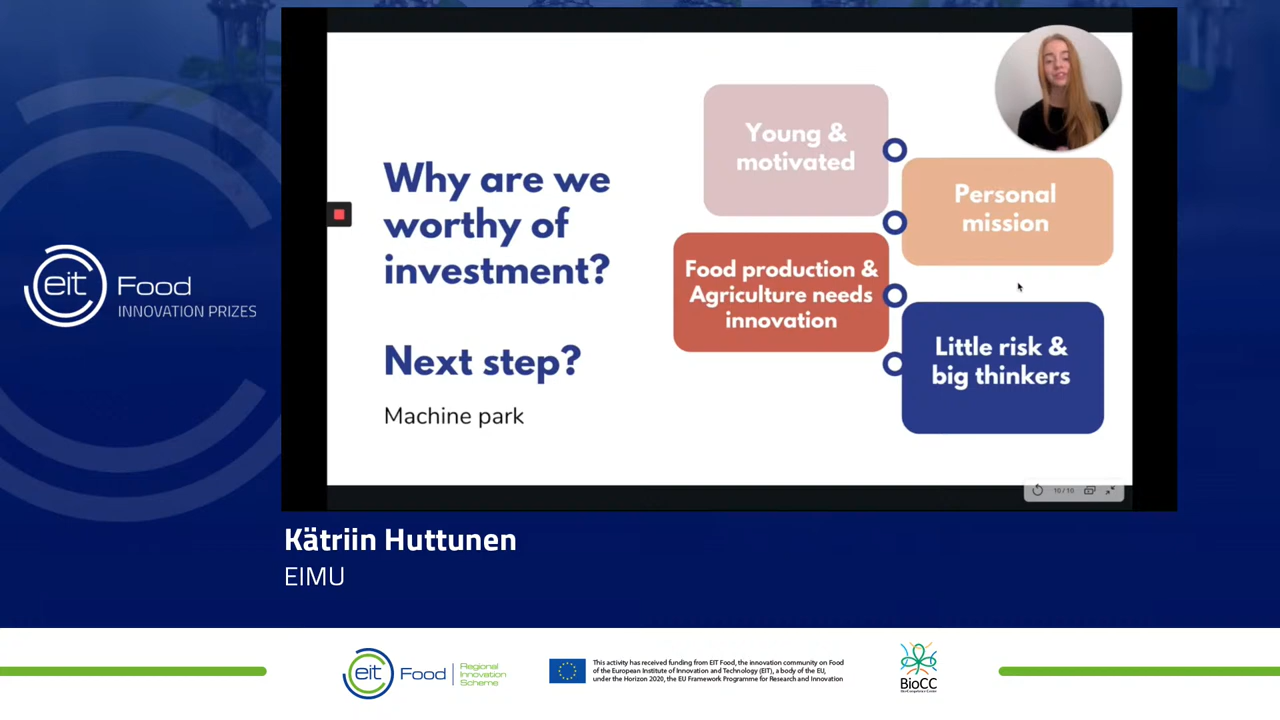 eit Food
INNOVATION PRIZES
Why are we
worthy of
investment?
Next step?
Machine park
Young &
motivated
Personal
mission
Food production &
Agriculture needs
innovation
Little risk &
big thinkers
10/10
Kätriin Huttunen
EIMU
eit Food
Regional
Innovation
Scheme
This activity has received funding from EIT Food, the innovation community on Food
of the European Institute of Innovation and Technology (EIT), a body of the EU,
under the Horizon 2020, the EU Framework Programme for Research and Innovation
BioCC